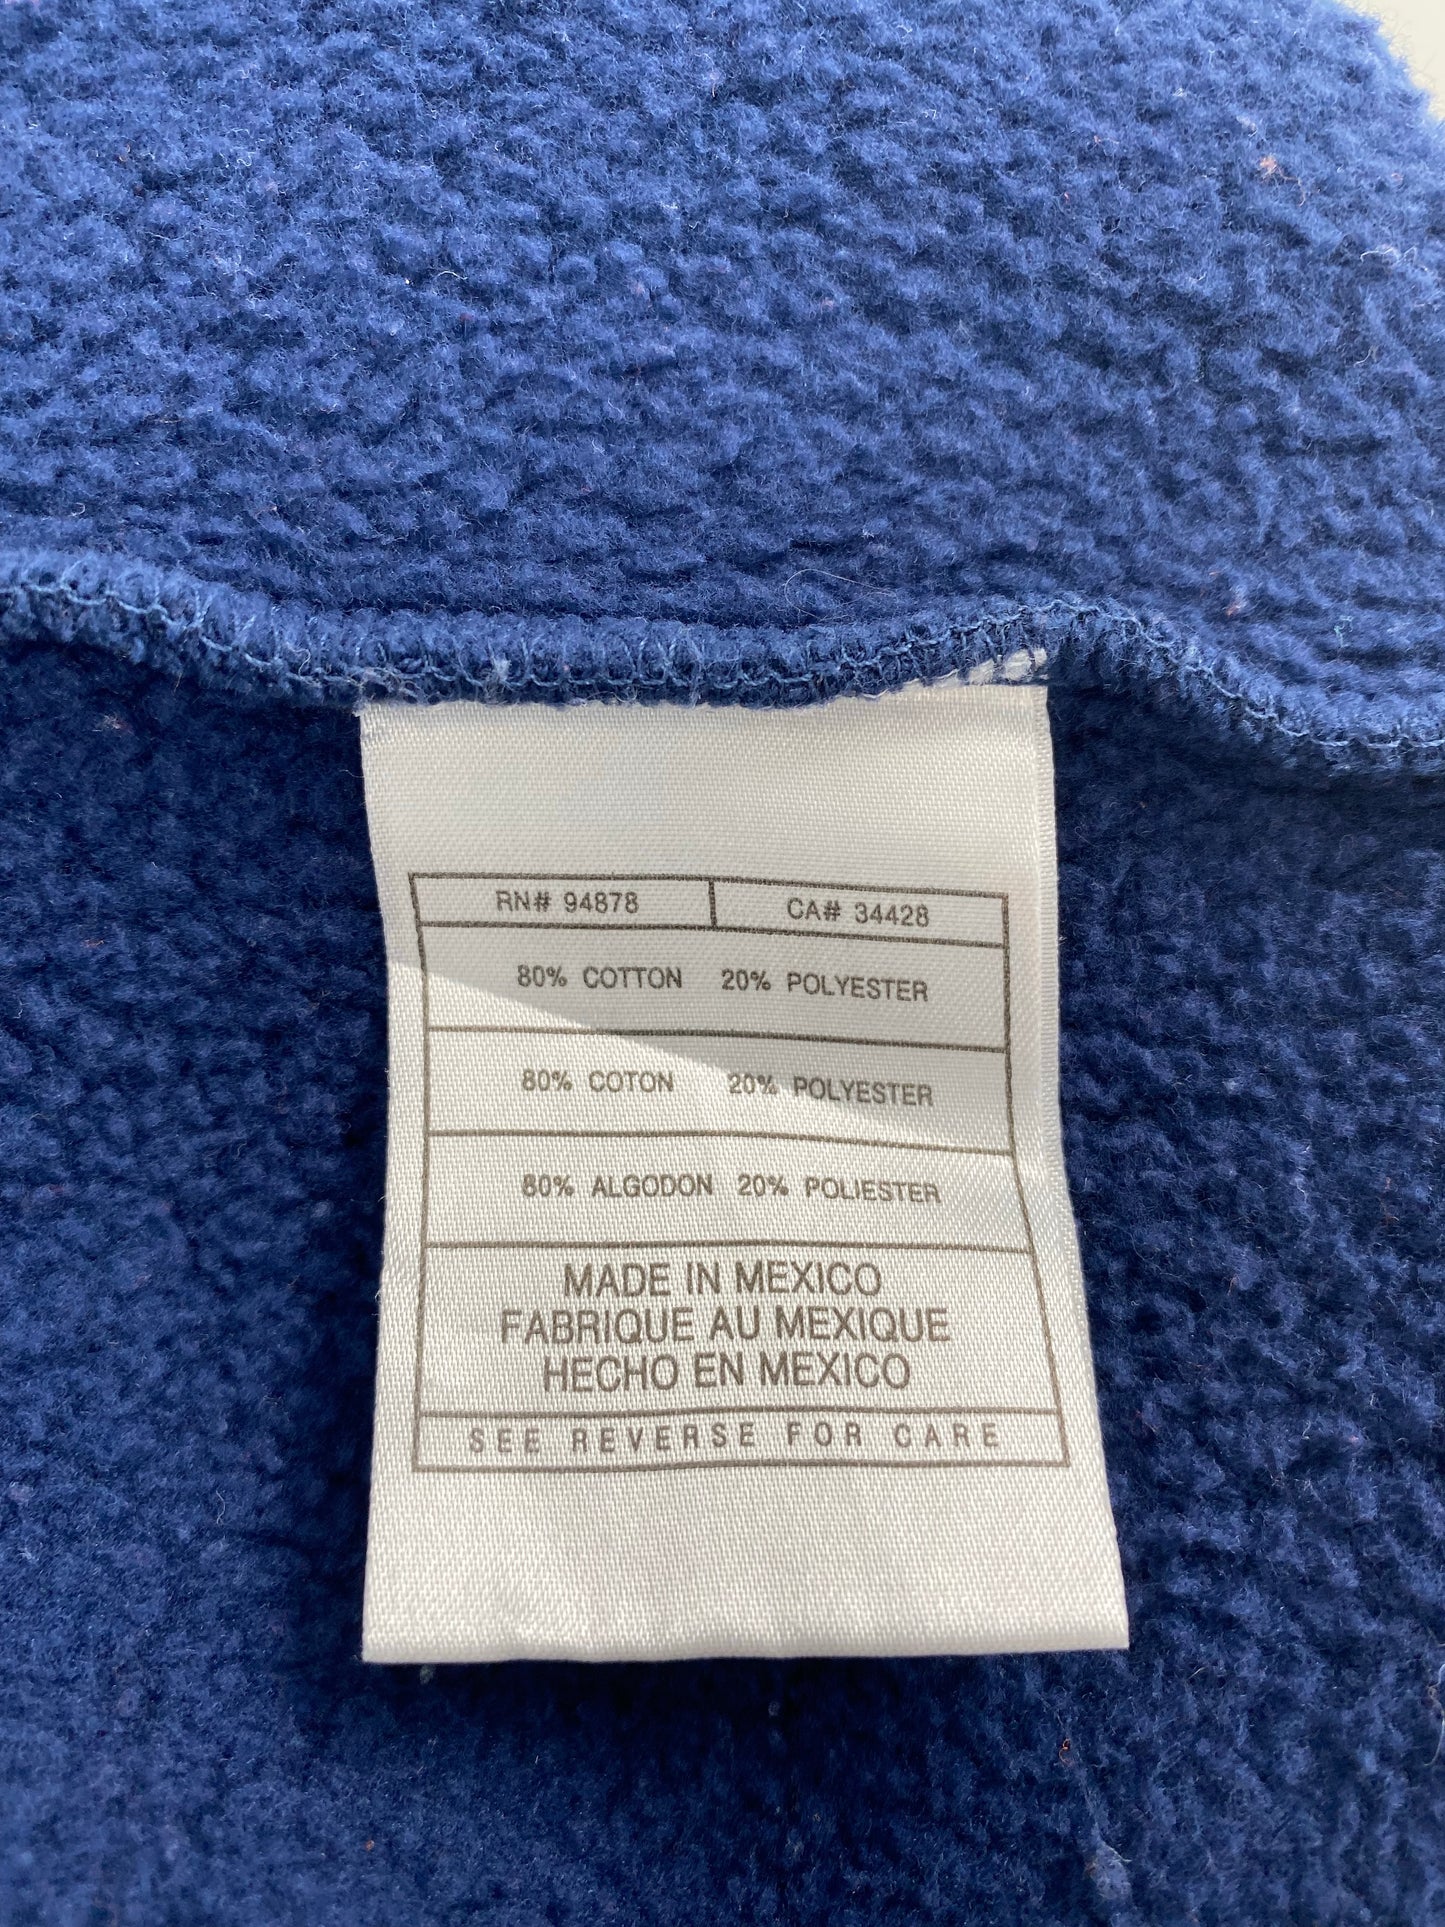 RN# 94878 CA# 34428
80% COTTON 20% POLYESTER
80% COTON 20% POLYESTER
80% ALGODON 20% POLIESTER
MADE IN MEXICO
FABRIQUE AU MEXIQUE
HECHO EN MEXICO
SEE REVERSE FOR CARE